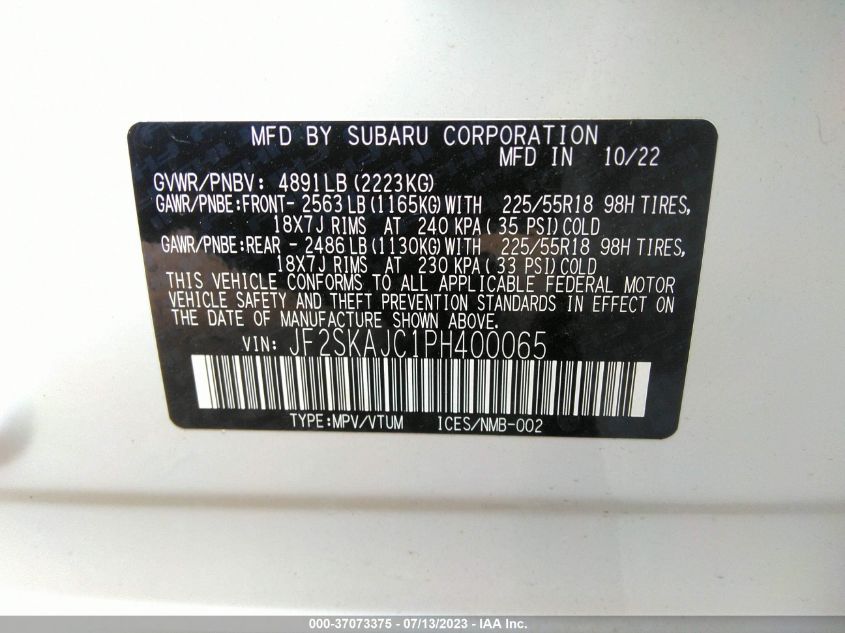 MFD BY SUBARU CORPORATION
MFD IN 10/22
GVWR/PNBV: 4891LB(2223KG)
GAWR/PNBE:FRONT- 2563LB(1165KG)WITH 225/55R18 98H TIRES,
18X7J RIMS AT 240 KPA( 35 PSI)COLD
GAWR/PNBE:REAR - 2486LB(1130KG)WITH 225/55R18 98H TIRES,
18X7J RIMS AT 230 KPA( 33 PSI)COLD
THIS VEHICLE CONFORMS TO ALL APPLICABLE FEDERAL MOTOR
VEHICLE SAFETY AND THEFT PREVENTION STANDARDS IN EFFECT ON
THE DATE OF MANUFACTURE SHOWN ABOVE.
VIN: JF2SKAJC1PH400065
TYPE:MPV/VTUM ICES/NMB-002
000-37073375 - 07/13/2023 - IAA Inc.